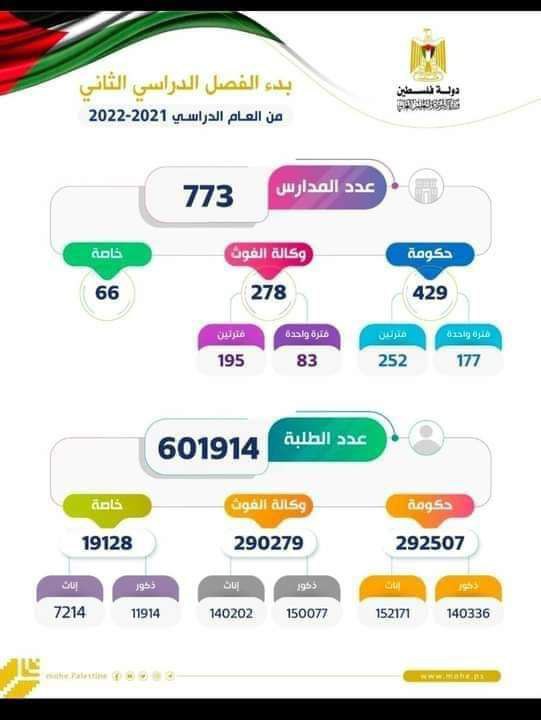 دولة فلسطين
وزارة التربية والتعليم العالي
بدء الفصل الدراسي الثاني
من العام الدراسي 2021-2022
عدد المدارس
773
حكومة
وكالة الغوث
خاصة
429
278
66
فترة واحدة
فترتين
فترة واحدة
فترتين
177
252
83
195
عدد الطلبة
601914
حكومة
وكالة الغوث
خاصة
292507
290279
19128
ذكور
إناث
ذكور
إناث
ذكور
إناث
140336
152171
150077
140202
11914
7214
mohe.Palestine
www.mohe.ps